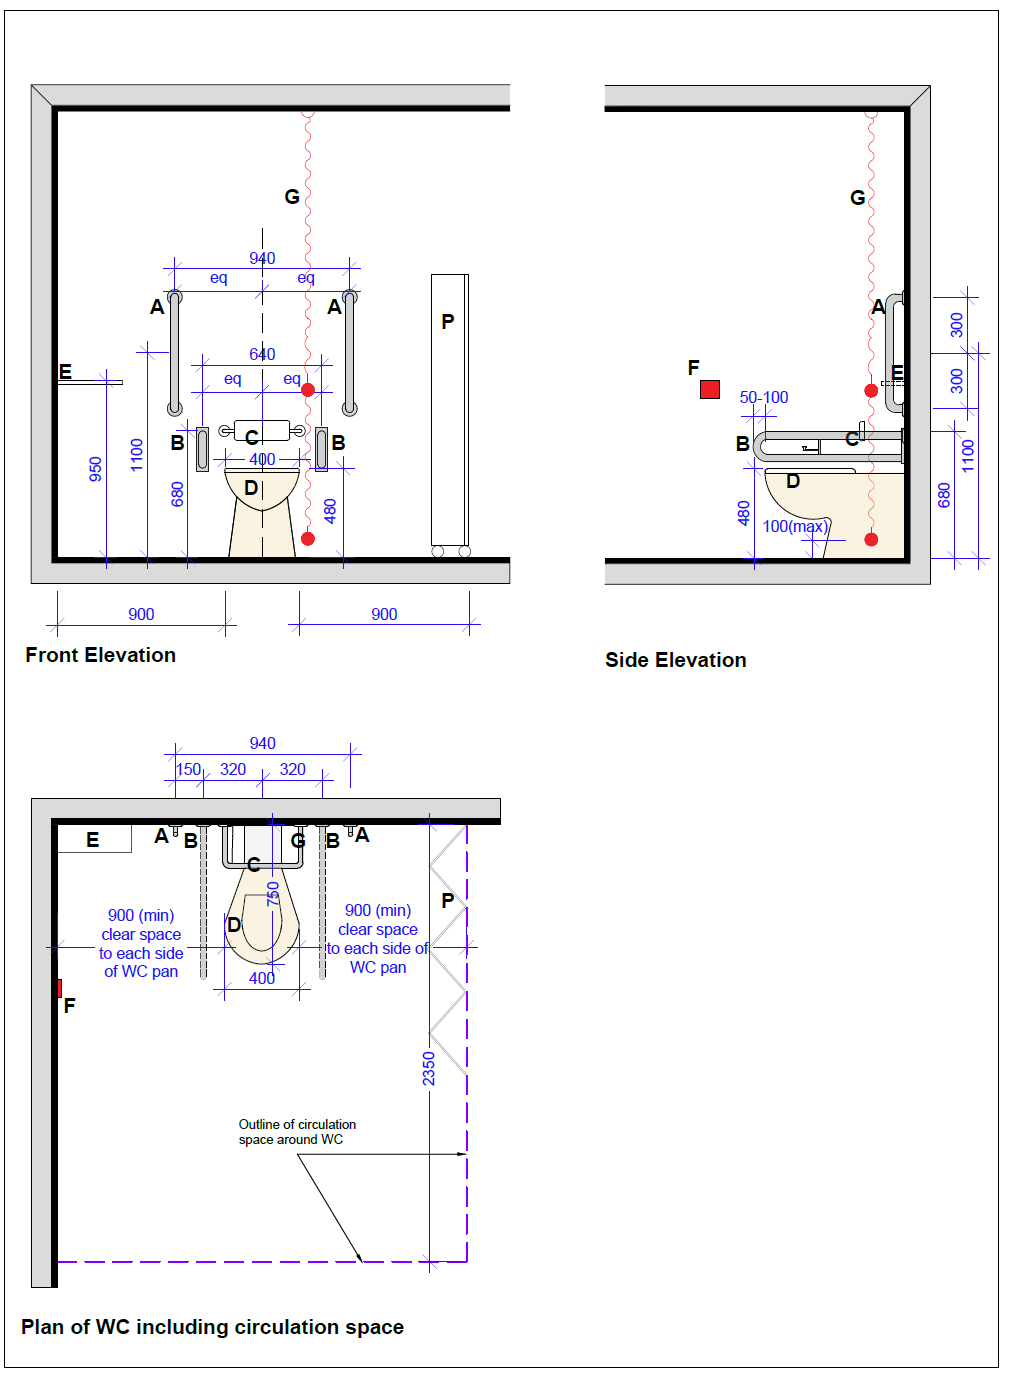 G
940
eq eq
A A
P
640
E
eq eq
B C B
400
D
950
1100
680
480
900 900
Front Elevation
G
A
300
F
E
300
50-100
B C
D
480
100(max)
680
1100
Side Elevation
940
150 320 320
E A B G B A
C
750
P
D
900 (min)
clear space
to each side
of WC pan
900 (min)
clear space
to each side of
WC pan
400
F
2350
Outline of circulation
space around WC
Plan of WC including circulation space